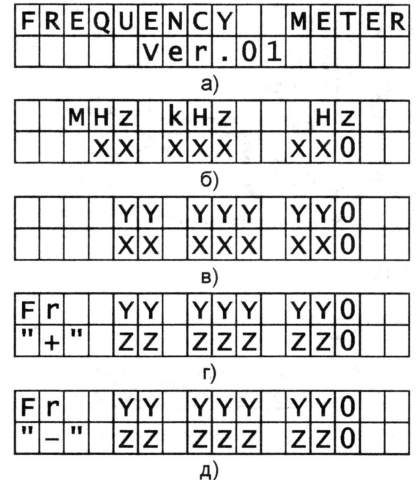 FREQUENCY METER
ver.01
а)
MHz kHz Hz
XX XXX XX0
б)
YY YYY YY0
XX XXX XX0
в)
Fr YY YYY YY0
"+" ZZ ZZZ ZZ0
г)
Fr YY YYY YY0
"−" ZZ ZZZ ZZ0
д)